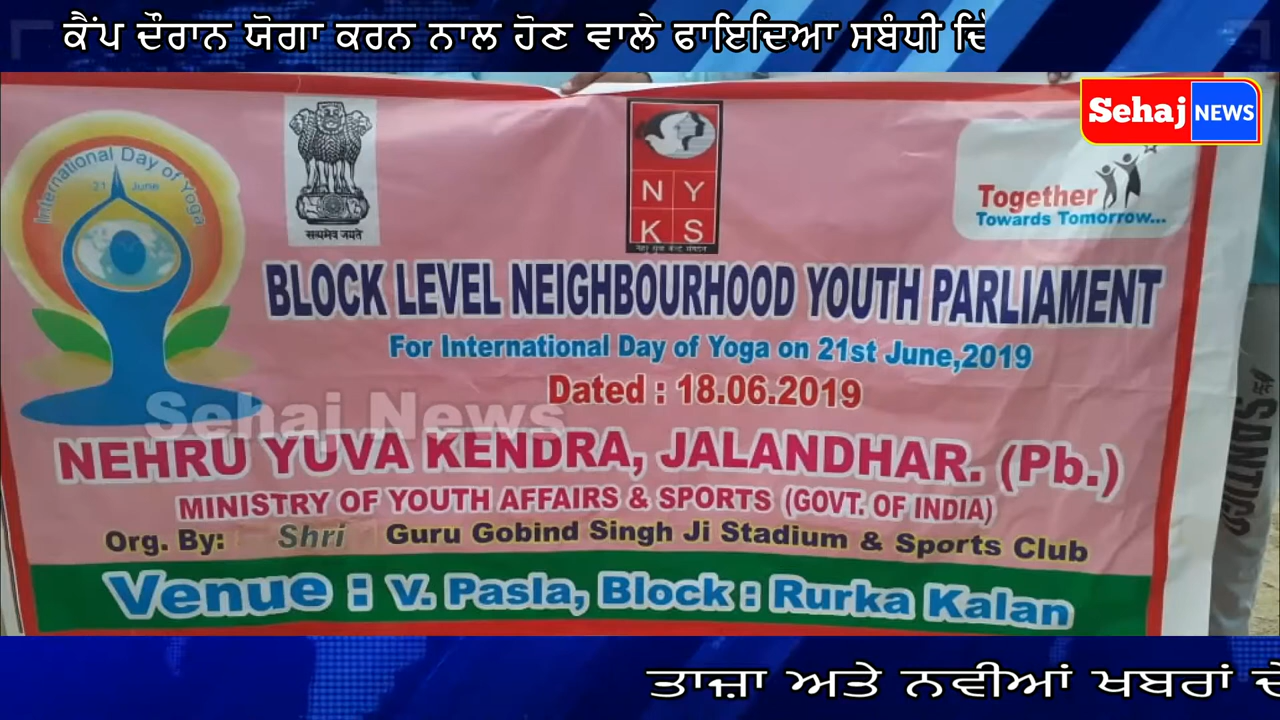 ਕੈਂਪ ਦੌਰਾਨ ਯੋਗਾ ਕਰਨ ਨਾਲ ਹੋਣ ਵਾਲੇ ਫਾਇਦਿਆ ਸਬੰਧੀ
Sehaj NEWS
International Day of Yoga
21 June
सत्यमेव जयते
N Y
K S
नेहरू युवा केन्द्र संगठन
Together
Towards Tomorrow...
BLOCK LEVEL NEIGHBOURHOOD YOUTH PARLIAMENT
For International Day of Yoga on 21st June,2019
Dated : 18.06.2019
Sehaj News
NEHRU YUVA KENDRA, JALANDHAR. (Pb.)
MINISTRY OF YOUTH AFFAIRS & SPORTS (GOVT. OF INDIA)
Org. By: Shri Guru Gobind Singh Ji Stadium & Sports Club
Venue : V. Pasla, Block : Rurka Kalan
ਤਾਜ਼ਾ ਅਤੇ ਨਵੀਆਂ ਖਬਰਾਂ